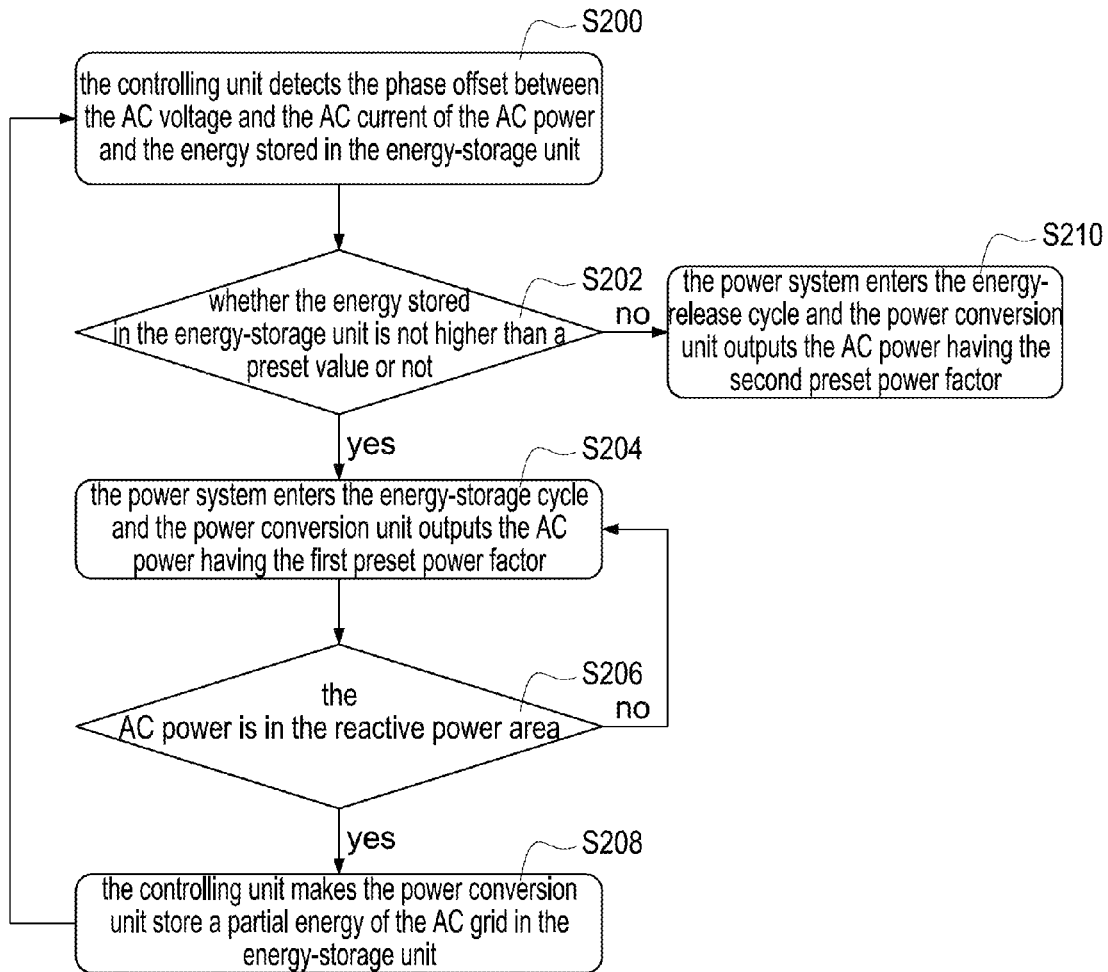 S200
the controlling unit detects the phase offset between
the AC voltage and the AC current of the AC power
and the energy stored in the energy-storage unit
S202
whether the energy stored
in the energy-storage unit is not higher than a
preset value or not
no
S210
the power system enters the energy-
release cycle and the power conversion
unit outputs the AC power having the
second preset power factor
yes
S204
the power system enters the energy-storage cycle
and the power conversion unit outputs the AC
power having the first preset power factor
S206
the
AC power is in the reactive power area
no
yes
S208
the controlling unit makes the power conversion
unit store a partial energy of the AC grid in the
energy-storage unit